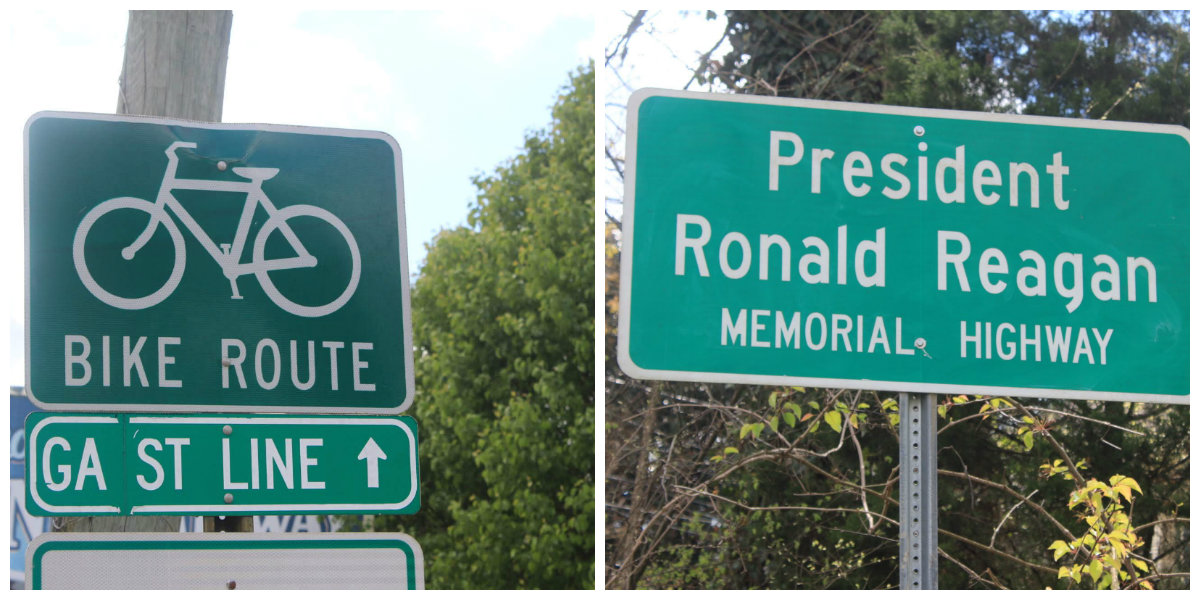 BIKE ROUTE
GA ST LINE ↑
President
Ronald Reagan
MEMORIAL HIGHWAY